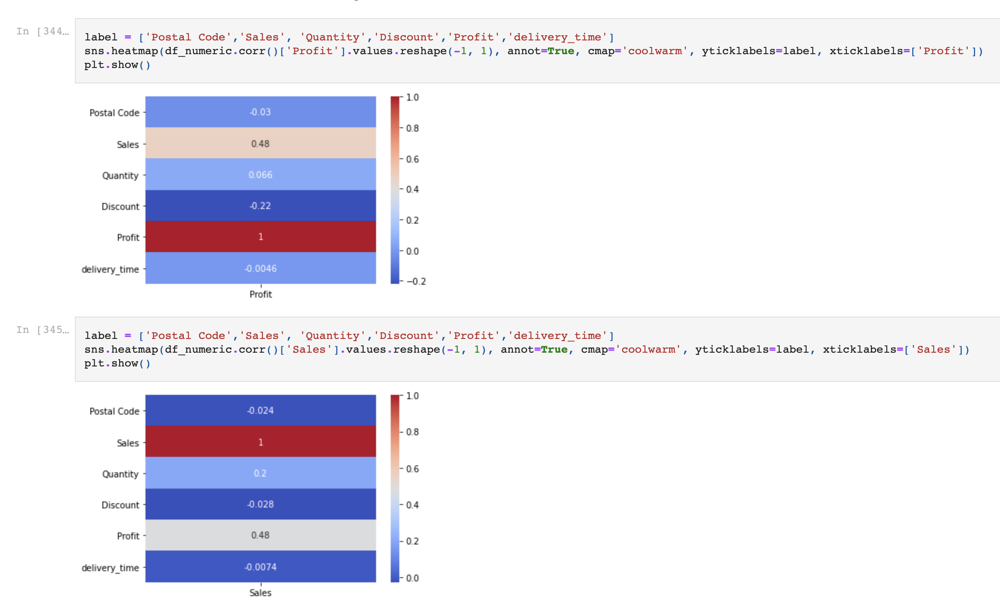 In [344…
label = ['Postal Code','Sales', 'Quantity','Discount','Profit','delivery_time']
sns.heatmap(df_numeric.corr()['Profit'].values.reshape(-1, 1), annot=True, cmap='coolwarm', yticklabels=label, xticklabels=['Profit'])
plt.show()
1.0
Postal Code
-0.03
0.8
Sales
0.48
0.6
Quantity
0.066
0.4
Discount
-0.22
0.2
Profit
1
0.0
delivery_time
-0.0046
−0.2
Profit
In [345…
label = ['Postal Code','Sales', 'Quantity','Discount','Profit','delivery_time']
sns.heatmap(df_numeric.corr()['Sales'].values.reshape(-1, 1), annot=True, cmap='coolwarm', yticklabels=label, xticklabels=['Sales'])
plt.show()
1.0
Postal Code
-0.024
0.8
Sales
1
0.6
Quantity
0.2
Discount
-0.028
0.4
Profit
0.48
0.2
delivery_time
-0.0074
0.0
Sales